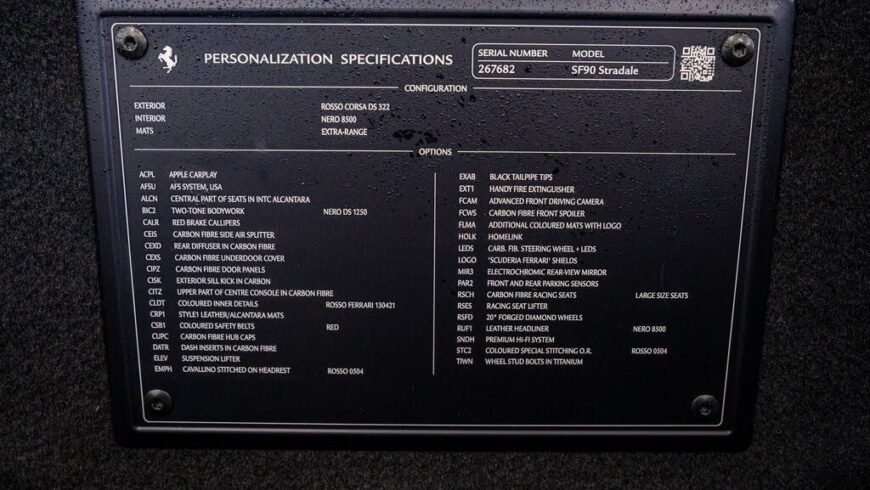 PERSONALIZATION SPECIFICATIONS
SERIAL NUMBER MODEL
267682 SF90 Stradale
CONFIGURATION
EXTERIOR ROSSO CORSA DS 322
INTERIOR NERO 8500
MATS EXTRA-RANGE
OPTIONS
ACPL APPLE CARPLAY
AFSU AFS SYSTEM, USA
ALCN CENTRAL PART OF SEATS IN INTC ALCANTARA
BIC2 TWO-TONE BODYWORK NERO DS 1250
CALR RED BRAKE CALLIPERS
CEIS CARBON FIBRE SIDE AIR SPLITTER
CEXD REAR DIFFUSER IN CARBON FIBRE
CEXS CARBON FIBRE UNDERDOOR COVER
CIPZ CARBON FIBRE DOOR PANELS
CISK EXTERIOR SILL KICK IN CARBON
CITZ UPPER PART OF CENTRE CONSOLE IN CARBON FIBRE
CLDT COLOURED INNER DETAILS ROSSO FERRARI 130421
CRP1 STYLE1 LEATHER/ALCANTARA MATS
CSB1 COLOURED SAFETY BELTS RED
CUPC CARBON FIBRE HUB CAPS
DATR DASH INSERTS IN CARBON FIBRE
ELEV SUSPENSION LIFTER
EMPH CAVALLINO STITCHED ON HEADREST ROSSO 0504
EXAB BLACK TAILPIPE TIPS
EXT1 HANDY FIRE EXTINGUISHER
FCAM ADVANCED FRONT DRIVING CAMERA
FCWS CARBON FIBRE FRONT SPOILER
FLMA ADDITIONAL COLOURED MATS WITH LOGO
HOLK HOMELINK
LEDS CARB. FIB. STEERING WHEEL + LEDS
LOGO "SCUDERIA FERRARI" SHIELDS
MIR3 ELECTROCHROMIC REAR-VIEW MIRROR
PAR2 FRONT AND REAR PARKING SENSORS
RSCH CARBON FIBRE RACING SEATS LARGE SIZE SEATS
RSES RACING SEAT LIFTER
RSFD 20" FORGED DIAMOND WHEELS
RUF1 LEATHER HEADLINER NERO 8500
SNDH PREMIUM HI-FI SYSTEM
STC2 COLOURED SPECIAL STITCHING O.R. ROSSO 0504
TIWN WHEEL STUD BOLTS IN TITANIUM